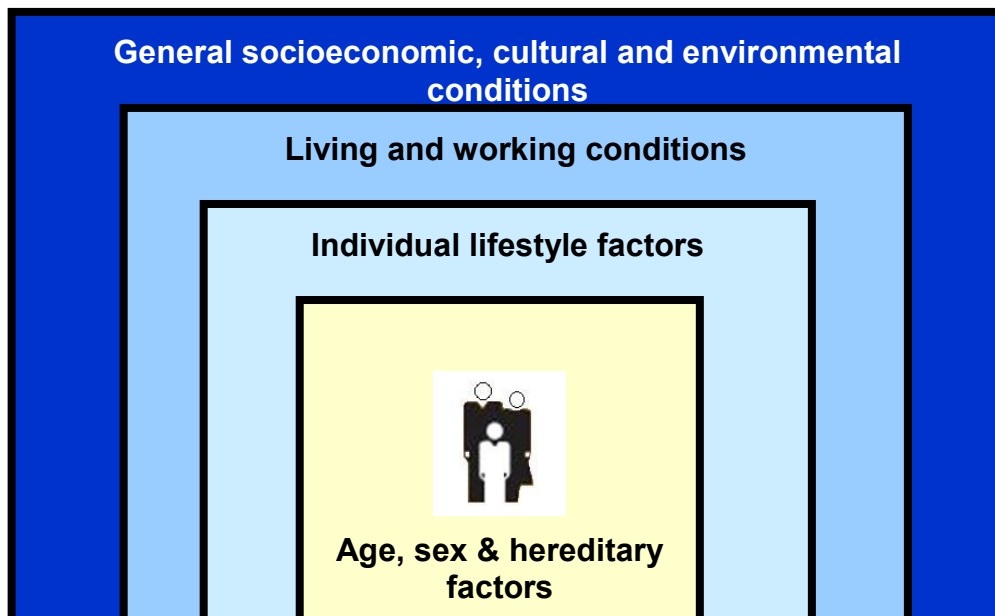 General socioeconomic, cultural and environmental
conditions
Living and working conditions
Individual lifestyle factors
Age, sex & hereditary
factors